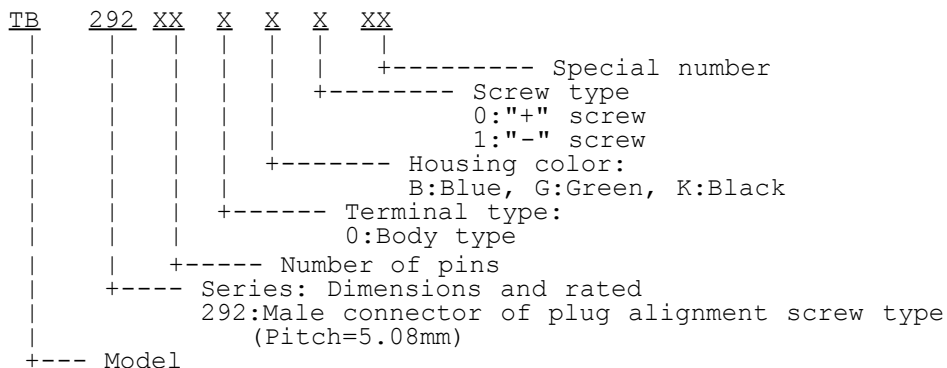 TB 292 XX X X X XX
Special number
Screw type
0:"+" screw
1:"-" screw
Housing color:
B:Blue, G:Green, K:Black
Terminal type:
0:Body type
Number of pins
Series: Dimensions and rated
292:Male connector of plug alignment screw type
(Pitch=5.08mm)
Model